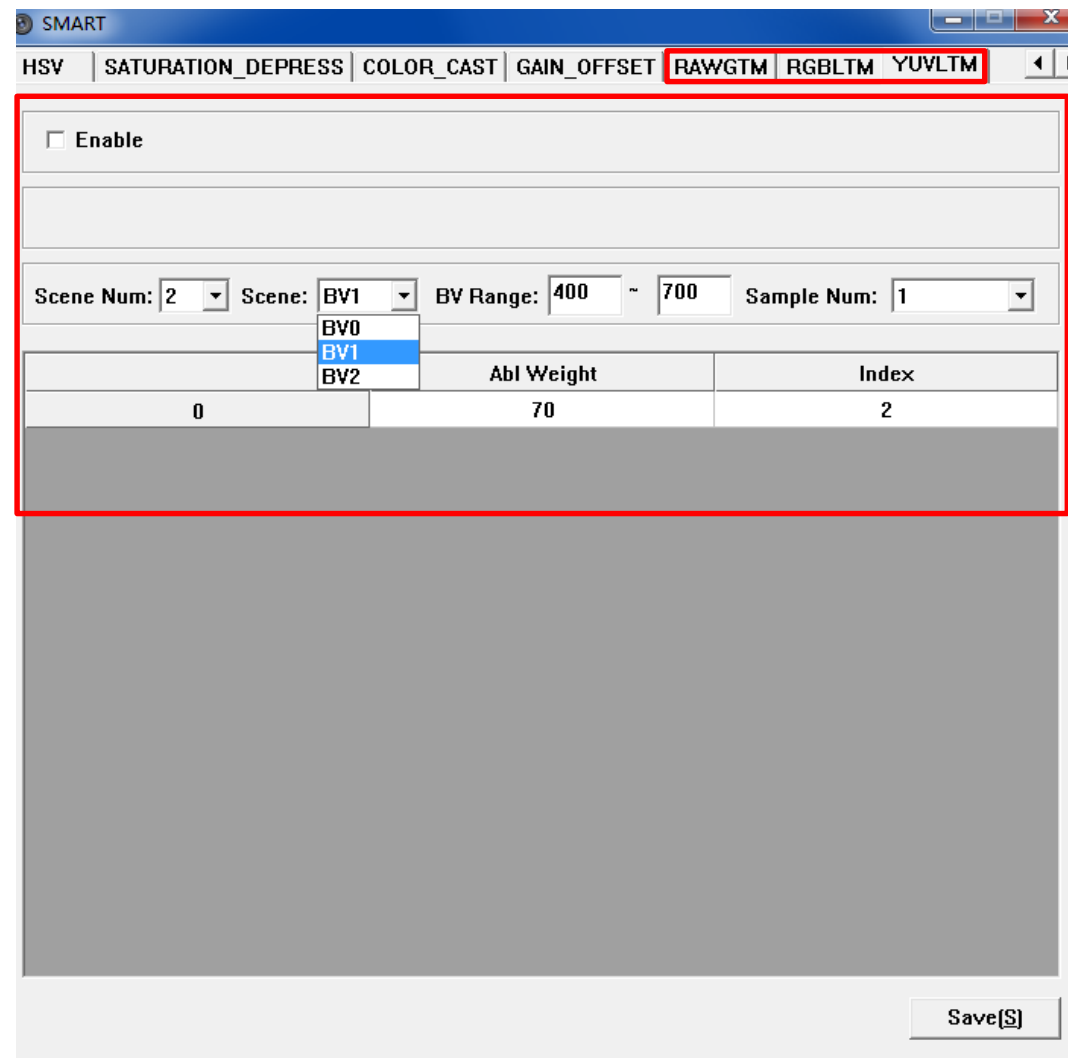 SMART
HSV SATURATION_DEPRESS COLOR_CAST GAIN_OFFSET RAWGTM RGBLTM YUVLTM
Enable
Scene Num: 2 Scene: BV1 BV Range: 400 ~ 700 Sample Num: 1
BV0
BV1
BV2
Abl Weight Index
0 70 2
Save(S)